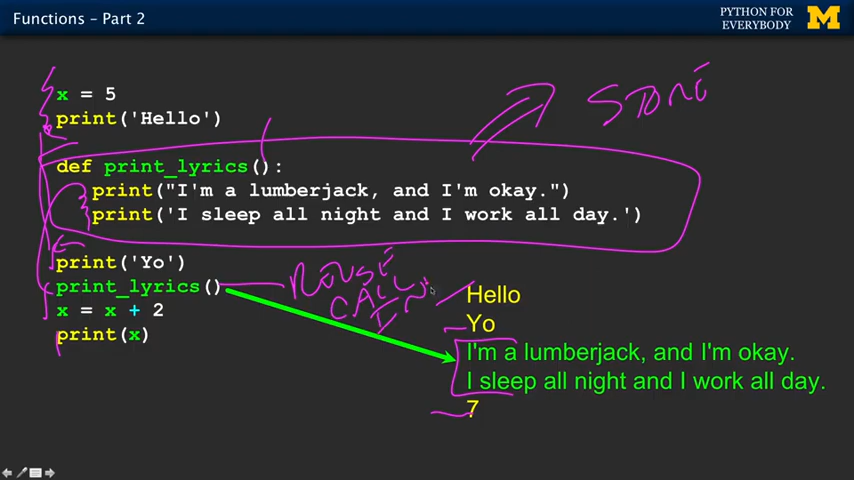 Functions – Part 2
PYTHON FOR
EVERYBODY
M
x = 5
print('Hello')
STORE
def print_lyrics():
    print("I'm a lumberjack, and I'm okay.")
    print('I sleep all night and I work all day.')
print('Yo')
print_lyrics()
x = x + 2
print(x)
CALL
Hello
Yo
I'm a lumberjack, and I'm okay.
I sleep all night and I work all day.
7